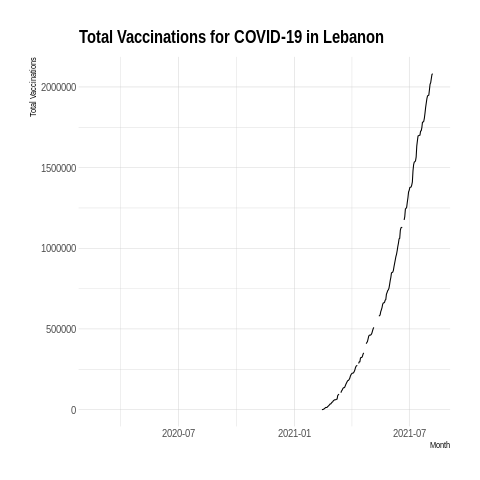 Total Vaccinations for COVID-19 in Lebanon
Total Vaccinations
2000000
1500000
1000000
500000
0
2020-07 2021-01 2021-07
Month